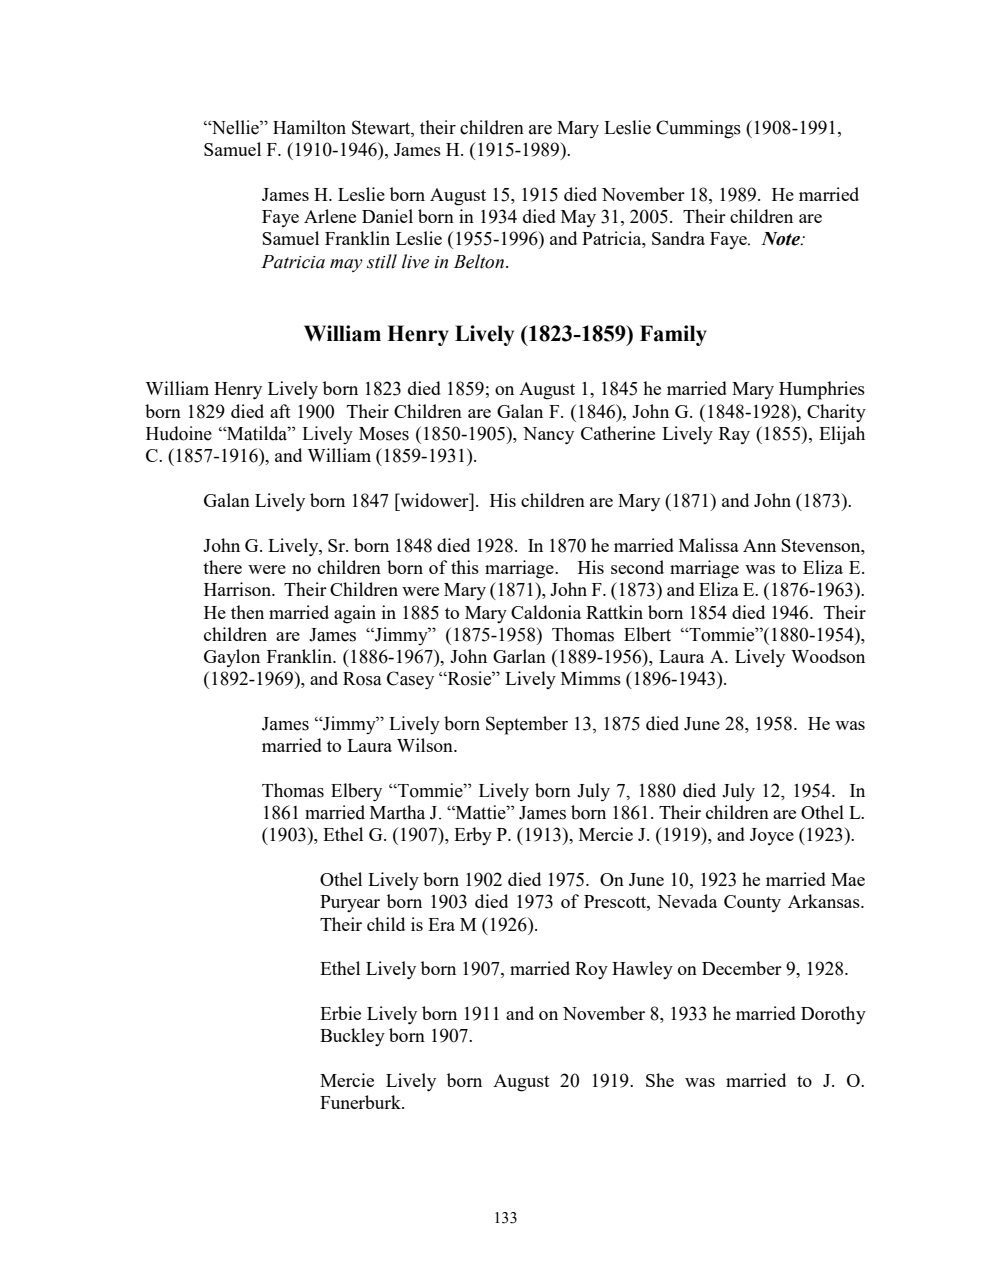 “Nellie” Hamilton Stewart, their children are Mary Leslie Cummings (1908-1991,
Samuel F. (1910-1946), James H. (1915-1989).
James H. Leslie born August 15, 1915 died November 18, 1989.  He married
Faye Arlene Daniel born in 1934 died May 31, 2005.  Their children are
Samuel Franklin Leslie (1955-1996) and Patricia, Sandra Faye.  Note:
Patricia may still live in Belton.
William Henry Lively (1823-1859) Family
William Henry Lively born 1823 died 1859; on August 1, 1845 he married Mary Humphries
born 1829 died aft 1900  Their Children are Galan F. (1846), John G. (1848-1928), Charity
Hudoine “Matilda” Lively Moses (1850-1905), Nancy Catherine Lively Ray (1855), Elijah
C. (1857-1916), and William (1859-1931).
Galan Lively born 1847 [widower].  His children are Mary (1871) and John (1873).
John G. Lively, Sr. born 1848 died 1928.  In 1870 he married Malissa Ann Stevenson,
there were no children born of this marriage.   His second marriage was to Eliza E.
Harrison.  Their Children were Mary (1871), John F. (1873) and Eliza E. (1876-1963).
He then married again in 1885 to Mary Caldonia Rattkin born 1854 died 1946.  Their
children are James “Jimmy” (1875-1958) Thomas Elbert “Tommie”(1880-1954),
Gaylon Franklin. (1886-1967), John Garlan (1889-1956), Laura A. Lively Woodson
(1892-1969), and Rosa Casey “Rosie” Lively Mimms (1896-1943).
James “Jimmy” Lively born September 13, 1875 died June 28, 1958.  He was
married to Laura Wilson.
Thomas Elbery “Tommie” Lively born July 7, 1880 died July 12, 1954.  In
1861 married Martha J. “Mattie” James born 1861. Their children are Othel L.
(1903), Ethel G. (1907), Erby P. (1913), Mercie J. (1919), and Joyce (1923).
Othel Lively born 1902 died 1975.  On June 10, 1923 he married Mae
Puryear born 1903 died 1973 of Prescott, Nevada County Arkansas.
Their child is Era M (1926).
Ethel Lively born 1907, married Roy Hawley on December 9, 1928.
Erbie Lively born 1911 and on November 8, 1933 he married Dorothy
Buckley born 1907.
Mercie Lively born August 20 1919. She was married to J. O.
Funerburk.
133